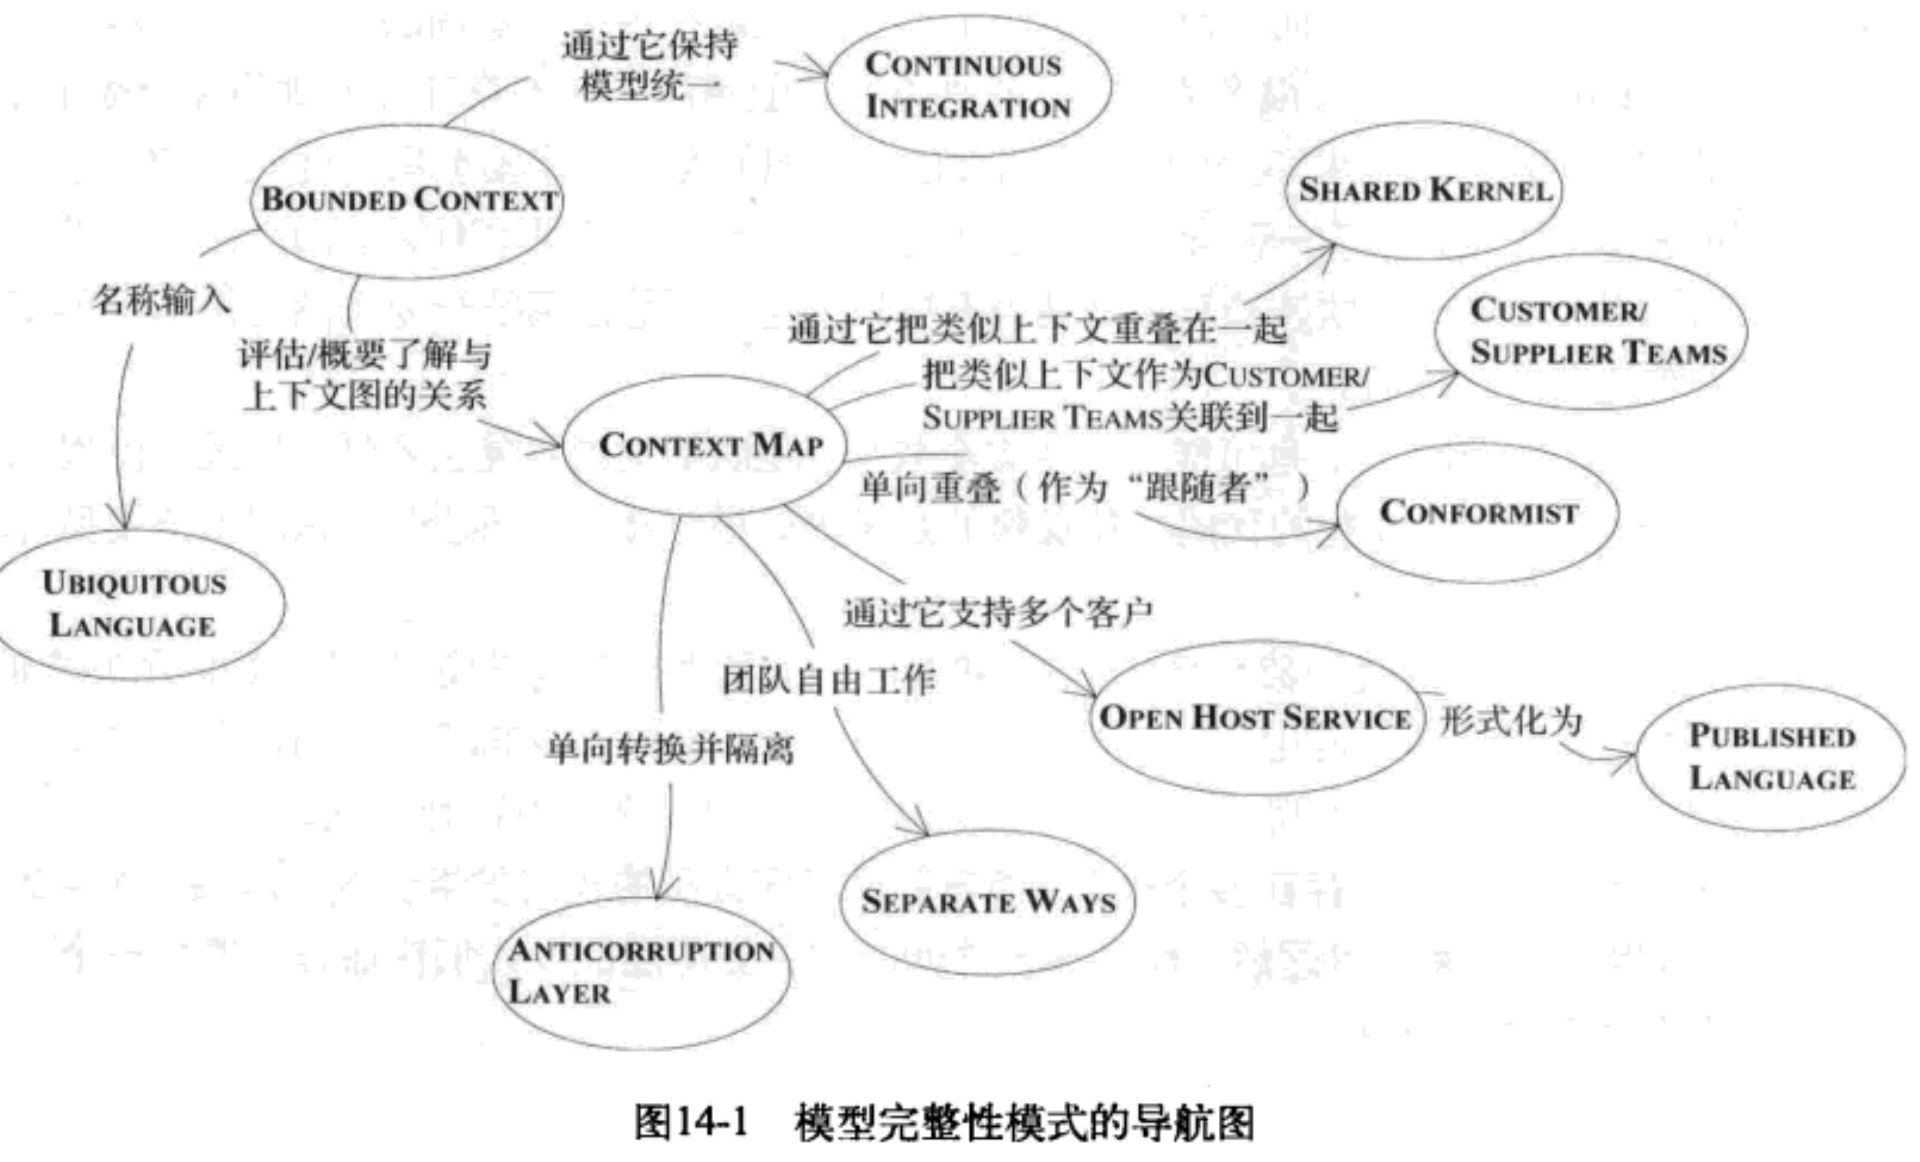 通过它保持
模型统一
CONTINUOUS
INTEGRATION
BOUNDED CONTEXT
SHARED KERNEL
名称输入
评估/概要了解与
上下文图的关系
CUSTOMER/
SUPPLIER TEAMS
通过它把类似上下文重叠在一起
把类似上下文作为CUSTOMER/
SUPPLIER TEAMS关联到一起
CONTEXT MAP
单向重叠（作为“跟随者”）
CONFORMIST
UBIQUITOUS
LANGUAGE
通过它支持多个客户
团队自由工作
OPEN HOST SERVICE
形式化为
PUBLISHED
LANGUAGE
单向转换并隔离
SEPARATE WAYS
ANTICORRUPTION
LAYER
图14-1 模型完整性模式的导航图